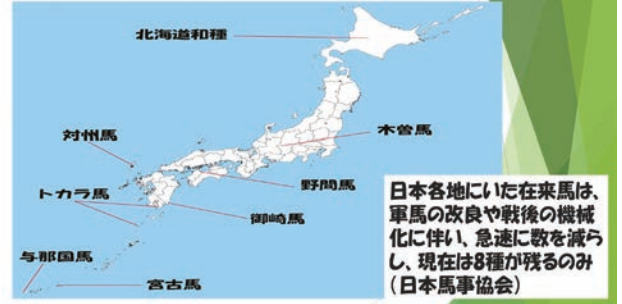 北海道和種
対州馬
木曽馬
トカラ馬
野間馬
御崎馬
与那国馬
宮古馬
日本各地にいた在来馬は、
軍馬の改良や戦後の機械
化に伴い、急速に数を減ら
し、現在は8種が残るのみ
（日本馬事協会）